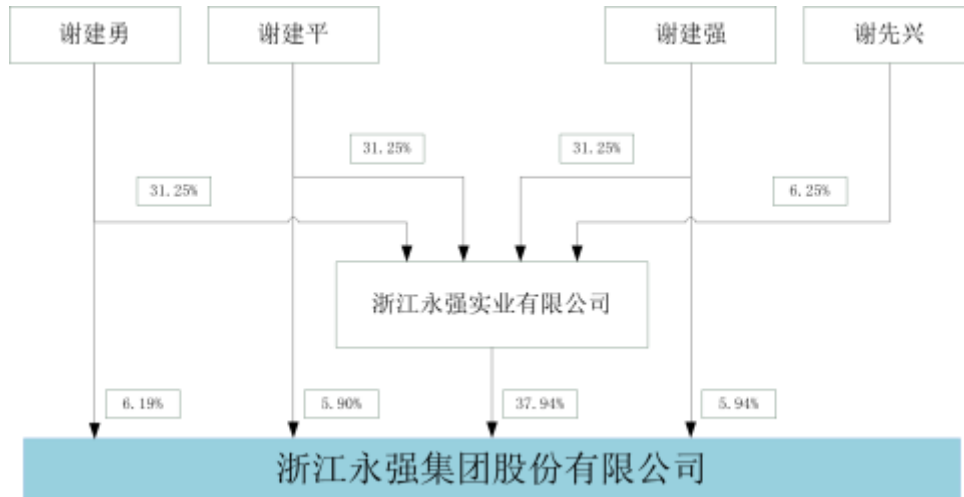 谢建勇
谢建平
谢建强
谢先兴
31.25%
31.25%
31.25%
6.25%
浙江永强实业有限公司
6.19%
5.90%
37.94%
5.94%
浙江永强集团股份有限公司